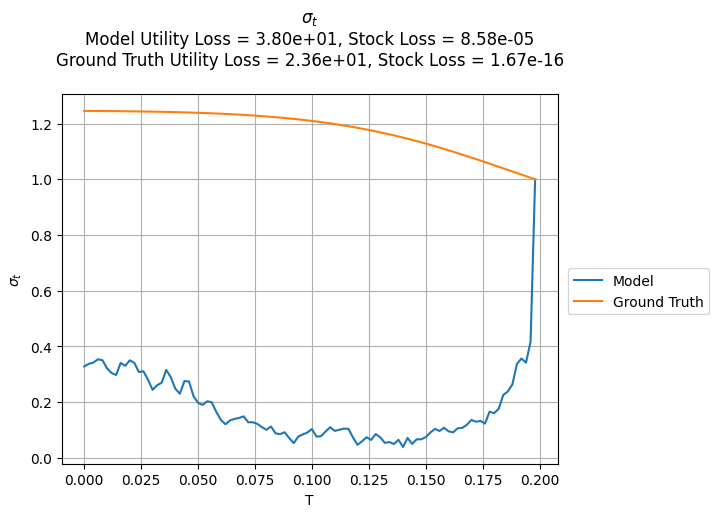 σ_t
Model Utility Loss = 3.80e+01, Stock Loss = 8.58e-05
Ground Truth Utility Loss = 2.36e+01, Stock Loss = 1.67e-16
1.2
1.0
0.8
0.6
0.4
0.2
0.0
σ_t
0.000 0.025 0.050 0.075 0.100 0.125 0.150 0.175 0.200
T
Model
Ground Truth